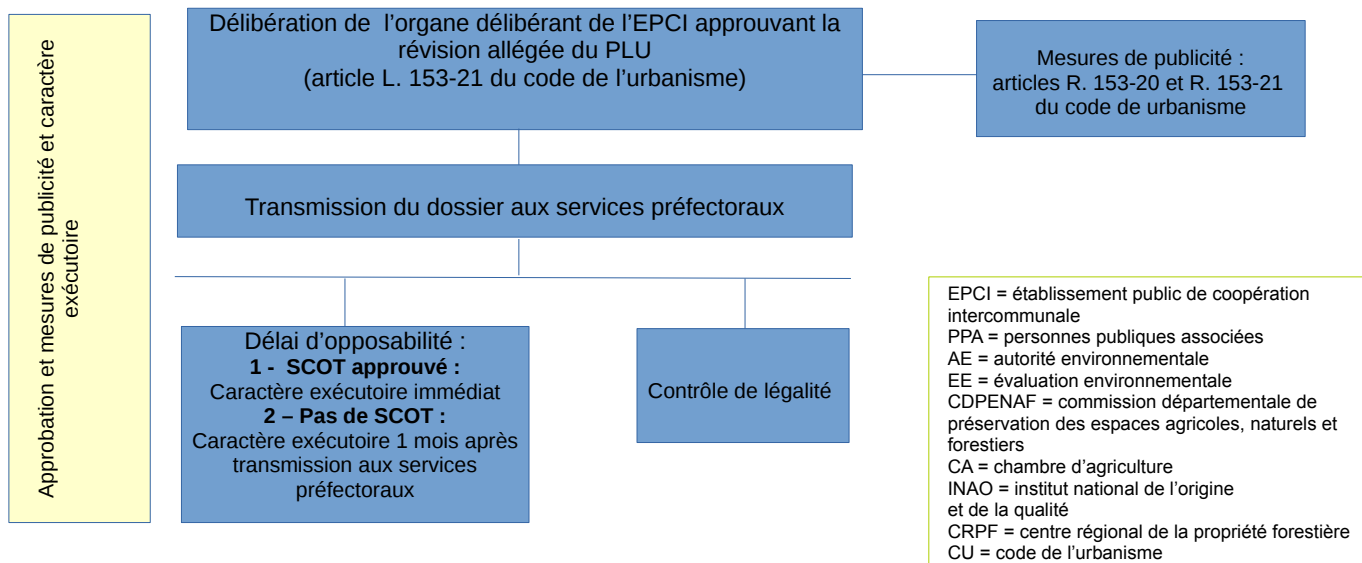 Approbation et mesures de publicité et caractère
exécutoire
Délibération de l’organe délibérant de l’EPCI approuvant la
révision allégée du PLU
(article L. 153-21 du code de l’urbanisme)
Mesures de publicité :
articles R. 153-20 et R. 153-21
du code de urbanisme
Transmission du dossier aux services préfectoraux
Délai d’opposabilité :
1 - SCOT approuvé :
Caractère exécutoire immédiat
2 – Pas de SCOT :
Caractère exécutoire 1 mois après
transmission aux services
préfectoraux
Contrôle de légalité
EPCI = établissement public de coopération
intercommunale
PPA = personnes publiques associées
AE = autorité environnementale
EE = évaluation environnementale
CDPENAF = commission départementale de
préservation des espaces agricoles, naturels et
forestiers
CA = chambre d’agriculture
INAO = institut national de l’origine
et de la qualité
CRPF = centre régional de la propriété forestière
CU = code de l’urbanisme